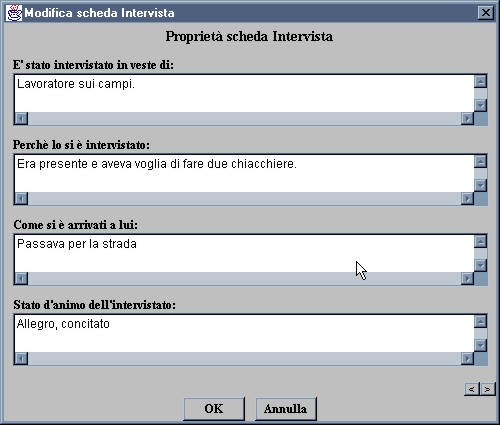 Modifica scheda Intervista
Proprietà scheda Intervista
E' stato intervistato in veste di:
Lavoratore sui campi.
Perchè lo si è intervistato:
Era presente e aveva voglia di fare due chiacchiere.
Come si è arrivati a lui:
Passava per la strada
Stato d'animo dell'intervistato:
Allegro, concitato
< >
OK Annulla